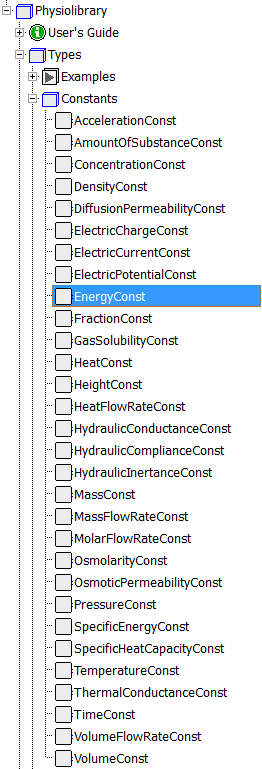 Physiolibrary
User's Guide
Types
Examples
Constants
AccelerationConst
AmountOfSubstanceConst
ConcentrationConst
DensityConst
DiffusionPermeabilityConst
ElectricChargeConst
ElectricCurrentConst
ElectricPotentialConst
EnergyConst
FractionConst
GasSolubilityConst
HeatConst
HeightConst
HeatFlowRateConst
HydraulicConductanceConst
HydraulicComplianceConst
HydraulicInertanceConst
MassConst
MassFlowRateConst
MolarFlowRateConst
OsmolarityConst
OsmoticPermeabilityConst
PressureConst
SpecificEnergyConst
SpecificHeatCapacityConst
TemperatureConst
ThermalConductanceConst
TimeConst
VolumeFlowRateConst
VolumeConst